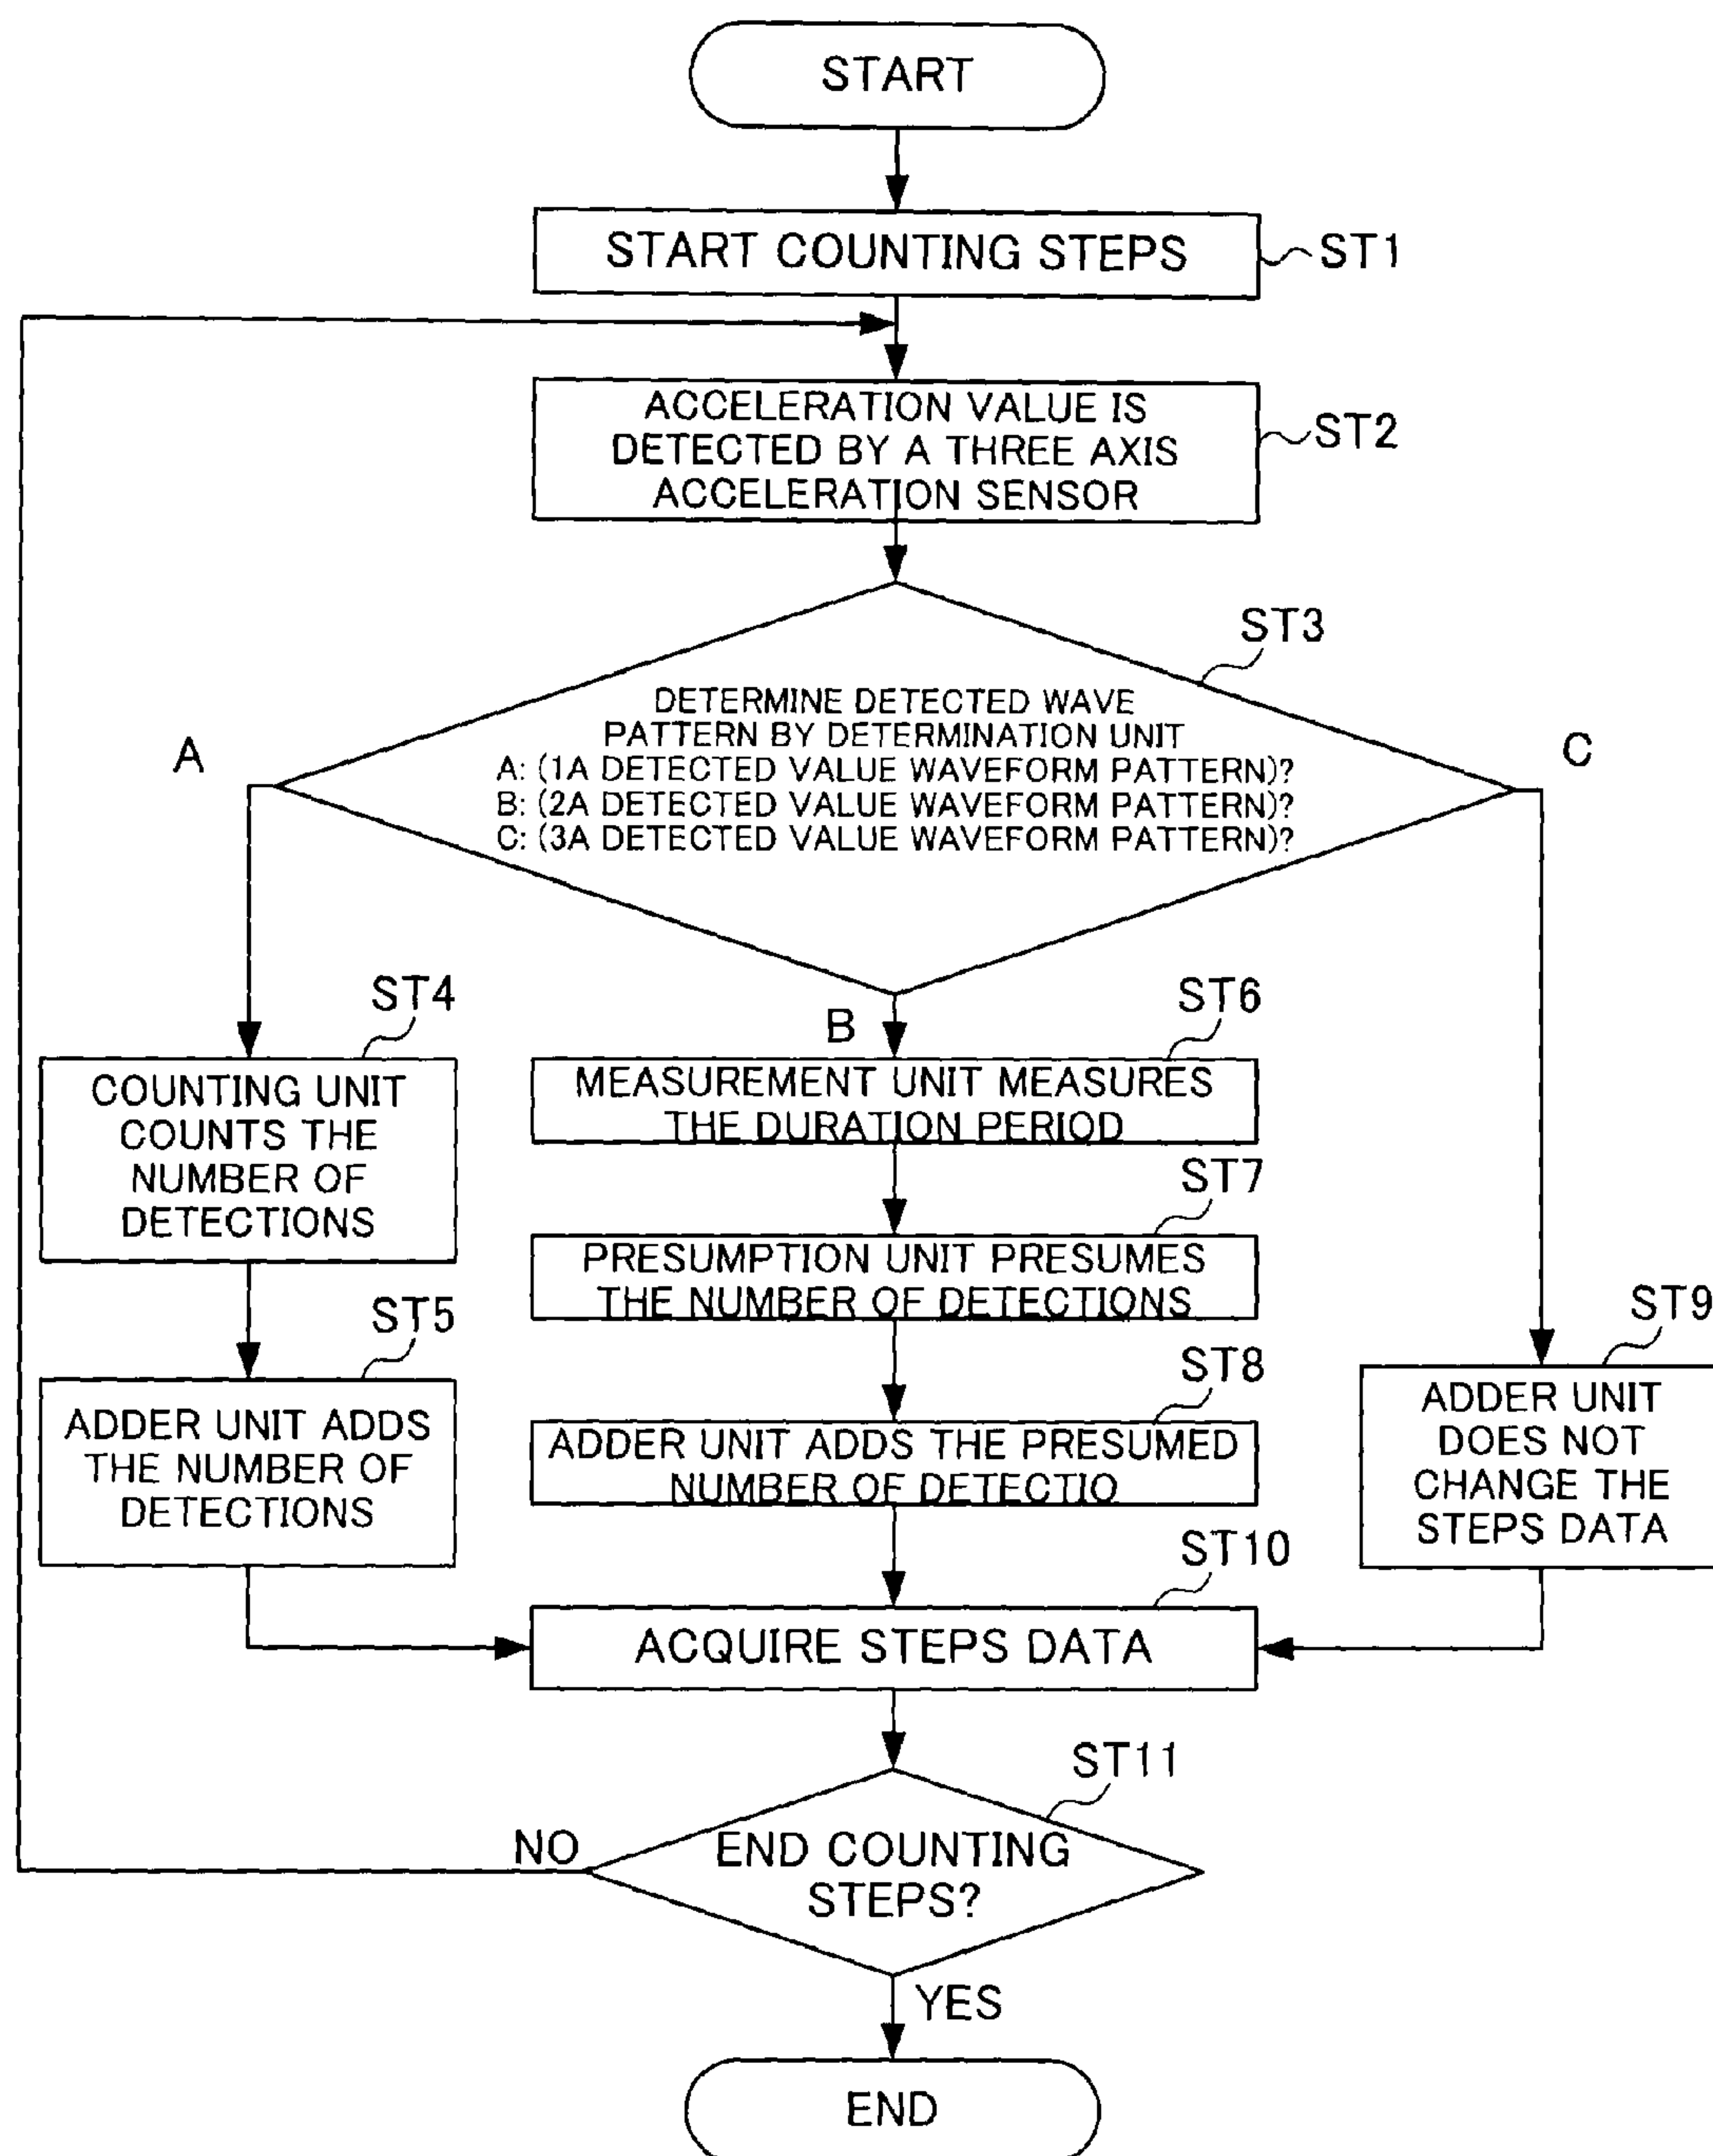 START
START COUNTING STEPS
ST1
ACCELERATION VALUE IS
DETECTED BY A THREE AXIS
ACCELERATION SENSOR
ST2
ST3
DETERMINE DETECTED WAVE
PATTERN BY DETERMINATION UNIT
A: (1A DETECTED VALUE WAVEFORM PATTERN)?
B: (2A DETECTED VALUE WAVEFORM PATTERN)?
C: (3A DETECTED VALUE WAVEFORM PATTERN)?
A
C
B
ST4
COUNTING UNIT
COUNTS THE
NUMBER OF
DETECTIONS
ST5
ADDER UNIT ADDS
THE NUMBER OF
DETECTIONS
ST6
MEASUREMENT UNIT MEASURES
THE DURATION PERIOD
ST7
PRESUMPTION UNIT PRESUMES
THE NUMBER OF DETECTIONS
ST8
ADDER UNIT ADDS THE PRESUMED
NUMBER OF DETECTIO
ST9
ADDER UNIT
DOES NOT
CHANGE THE
STEPS DATA
ST10
ACQUIRE STEPS DATA
ST11
END COUNTING
STEPS?
NO
YES
END